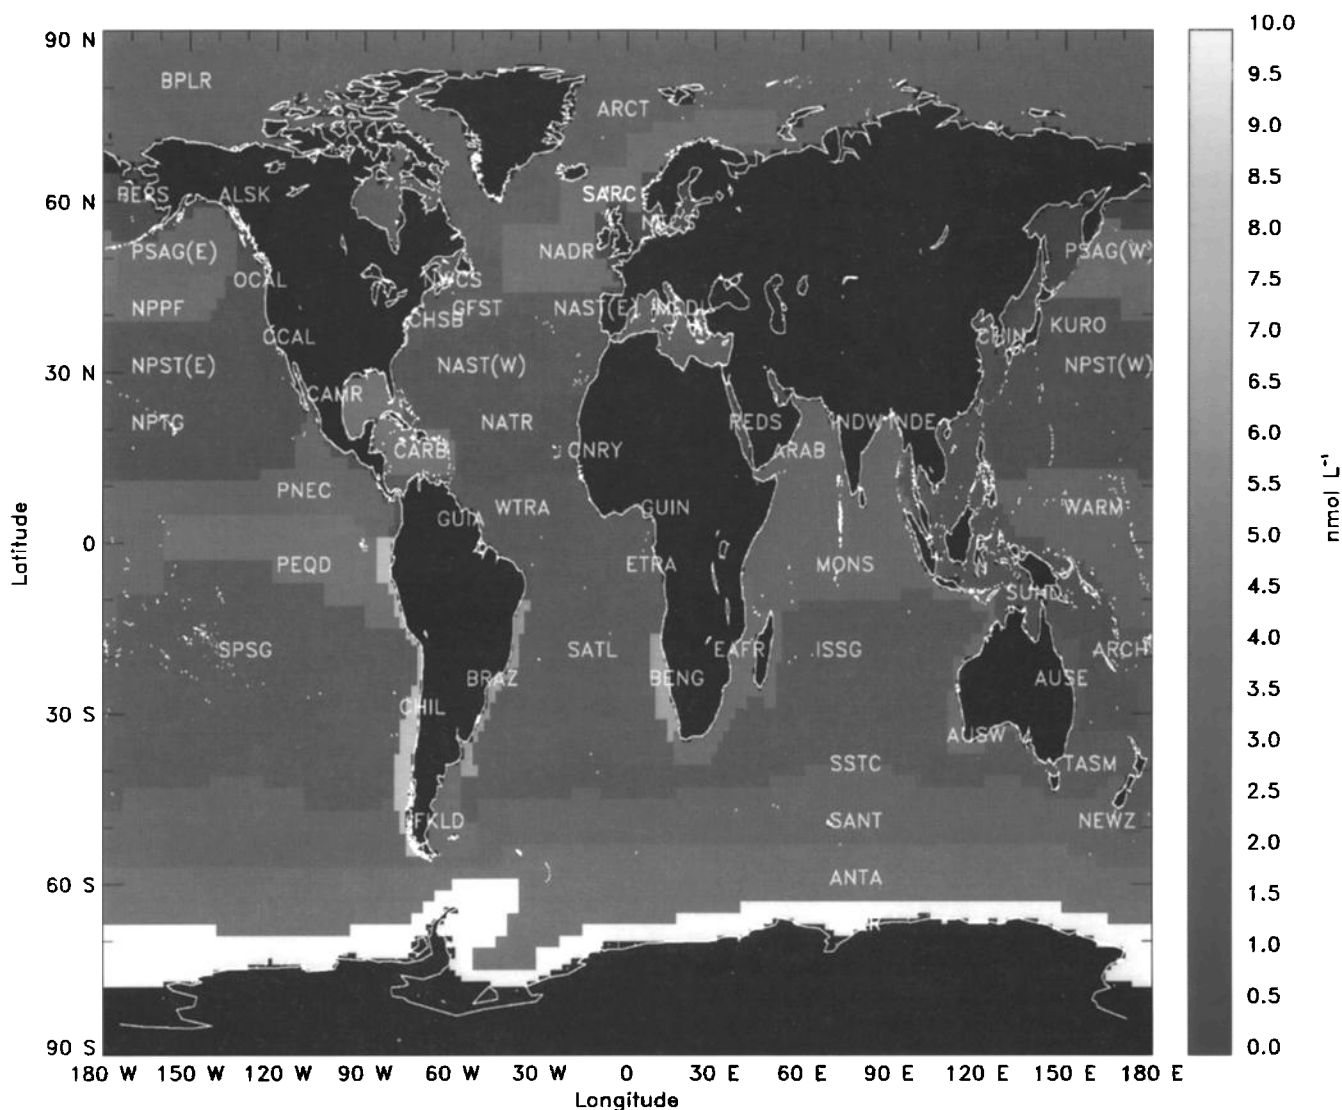 90 N
10.0
BPLR
9.5
ARCT
9.0
8.5
60 N
BERS ALSK SARC
8.0
PSAG(E) NADR PSAG(W)
7.5
OCAL NWCS
NPPF GFST NAST(E) MEDI
7.0
CHSB KURO
CCAL CHIN
6.5
30 N
NPST(E) NAST(W) NPST(W)
CAMR
6.0
NPTG NATR REDS INDW INDE
CARB CNRY ARAB
5.5
PNEC WTRA GUIN WARM
GUIA
5.0
0
PEQD ETRA MONS
4.5
SUND
4.0
SPSG SATL EAFR ISSG ARCH
BRAZ BENG AUSE
3.5
CHIL
30 S
AUSW
3.0
SSTC TASM
2.5
FKLD SANT NEWZ
2.0
60 S
ANTA
1.5
1.0
0.5
90 S
0.0
180 W 150 W 120 W 90 W 60 W 30 W 0 30 E 60 E 90 E 120 E 150 E 180 E
Longitude
Latitude
nmol L⁻¹